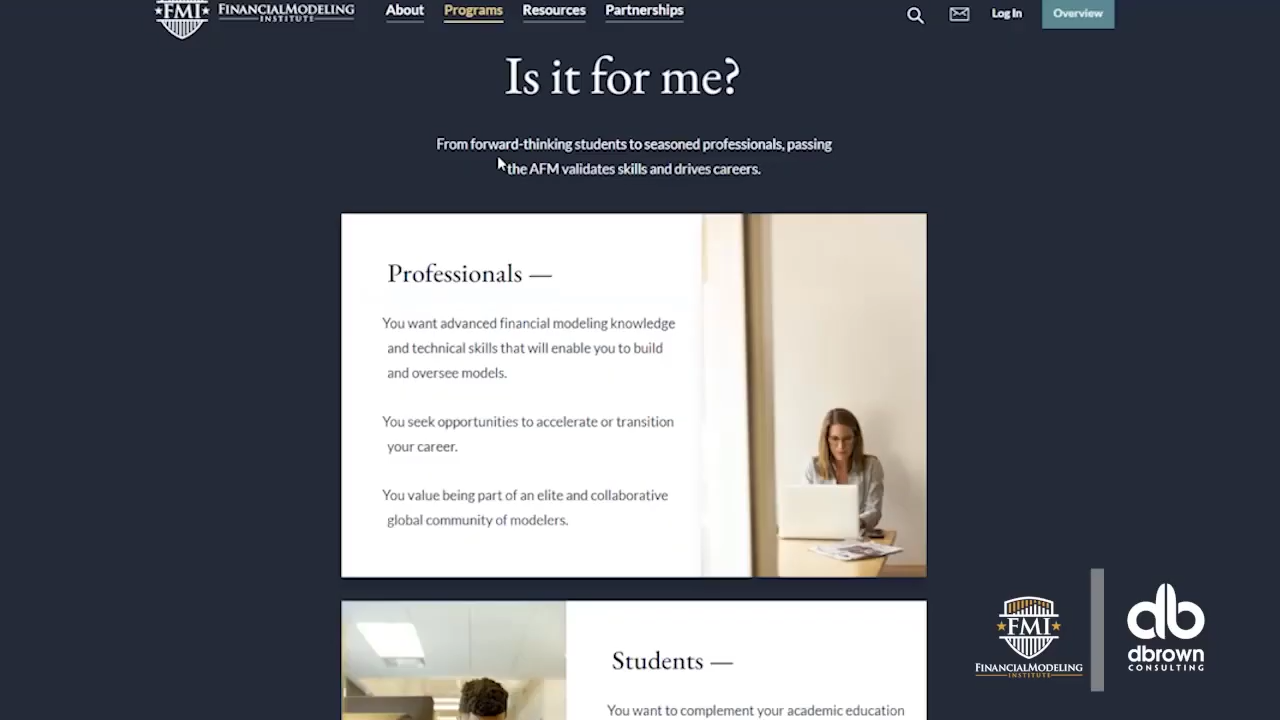 FMI
FINANCIALMODELING
INSTITUTE
About
Programs
Resources
Partnerships
Log In
Overview
Is it for me?
From forward-thinking students to seasoned professionals, passing
the AFM validates skills and drives careers.
Professionals —
You want advanced financial modeling knowledge
and technical skills that will enable you to build
and oversee models.
You seek opportunities to accelerate or transition
your career.
You value being part of an elite and collaborative
global community of modelers.
Students —
You want to complement your academic education
FMI
FINANCIALMODELING
INSTITUTE
db
dbrown
CONSULTING